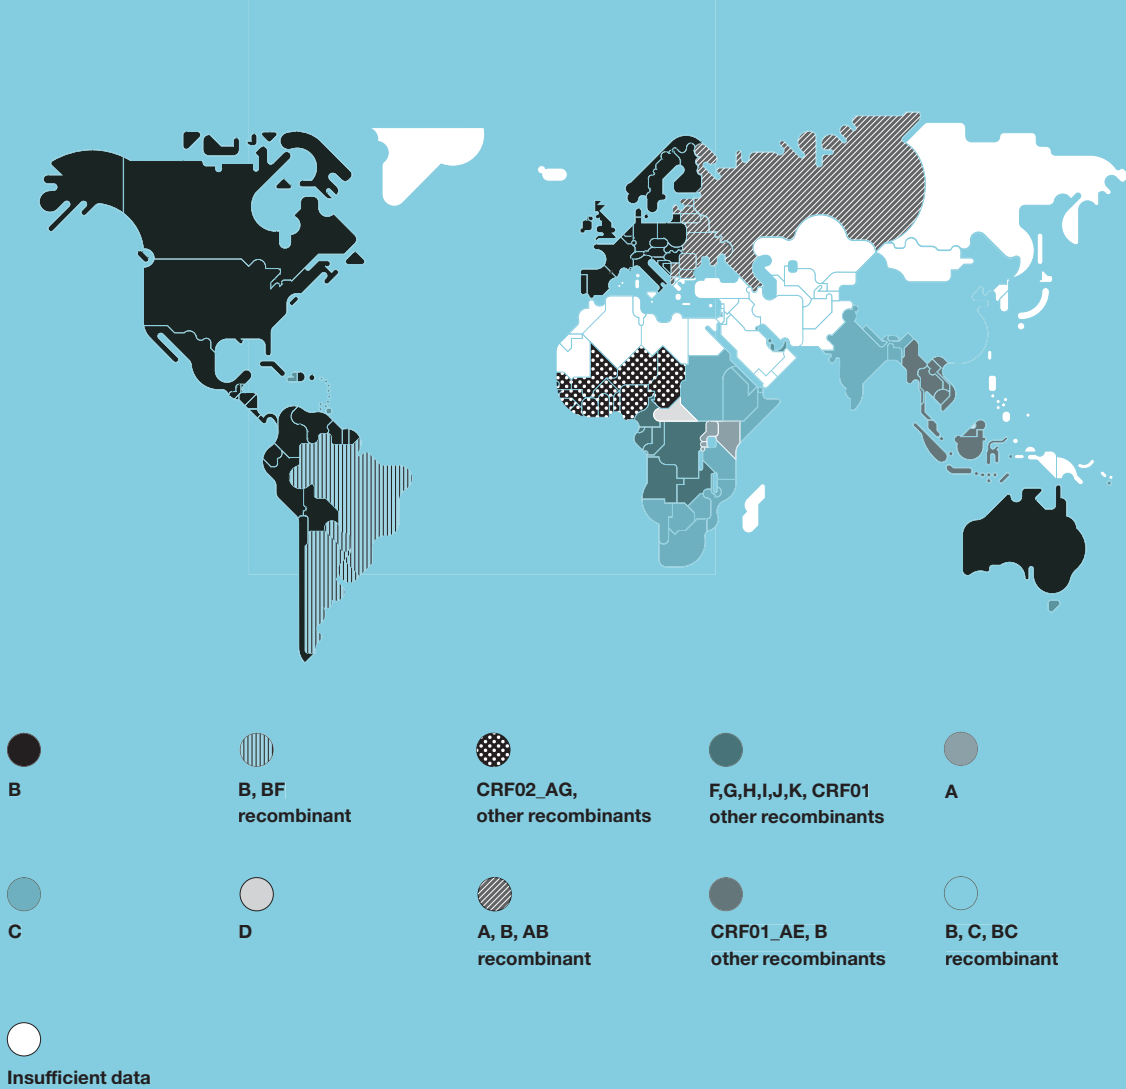 B
B, BF
recombinant
CRF02_AG,
other recombinants
F,G,H,I,J,K, CRF01
other recombinants
A
C
D
A, B, AB
recombinant
CRF01_AE, B
other recombinants
B, C, BC
recombinant
Insufficient data